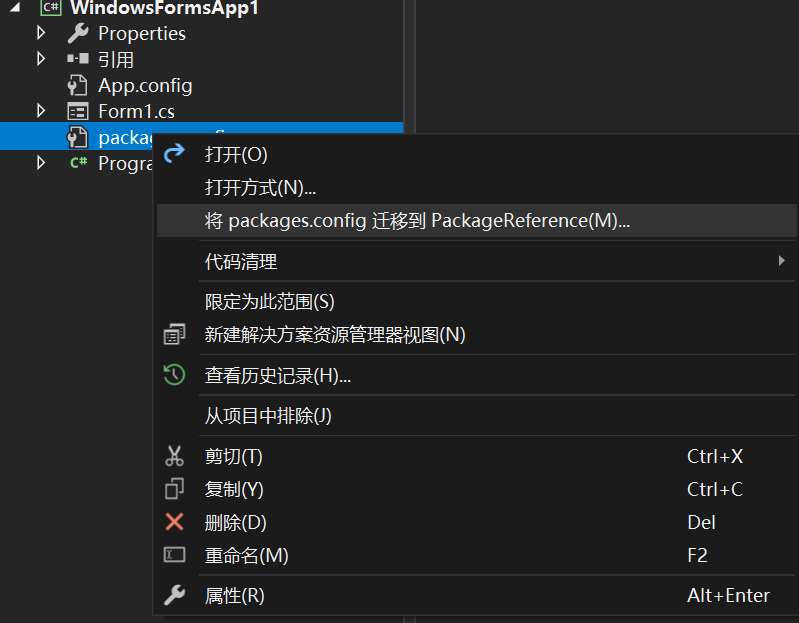 C# WindowsFormsApp1
Properties
引用
App.config
Form1.cs
C# Progra
打开(O)
打开方式(N)...
将 packages.config 迁移到 PackageReference(M)...
代码清理
限定为此范围(S)
新建解决方案资源管理器视图(N)
查看历史记录(H)...
从项目中排除(J)
剪切(T) Ctrl+X
复制(Y) Ctrl+C
删除(D) Del
重命名(M) F2
属性(R) Alt+Enter